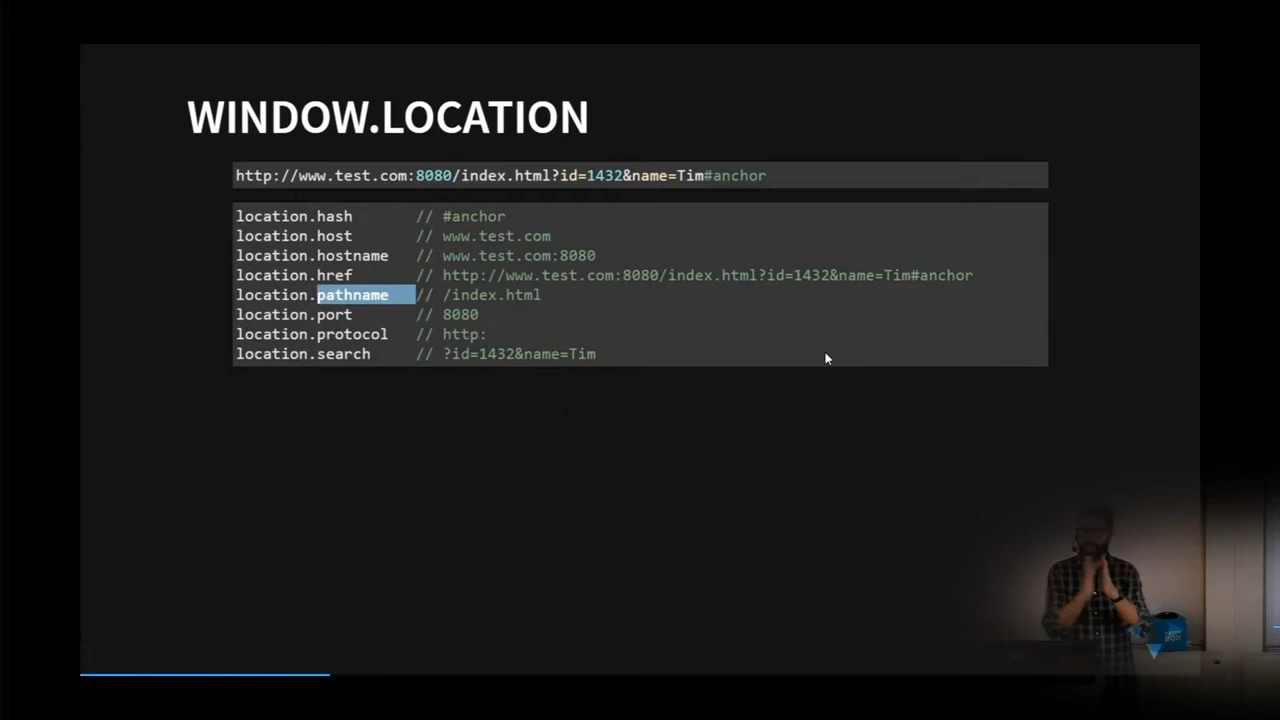 WINDOW.LOCATION
http://www.test.com:8080/index.html?id=1432&name=Tim#anchor
location.hash // #anchor
location.host // www.test.com
location.hostname // www.test.com:8080
location.href // http://www.test.com:8080/index.html?id=1432&name=Tim#anchor
location.pathname // /index.html
location.port // 8080
location.protocol // http:
location.search // ?id=1432&name=Tim